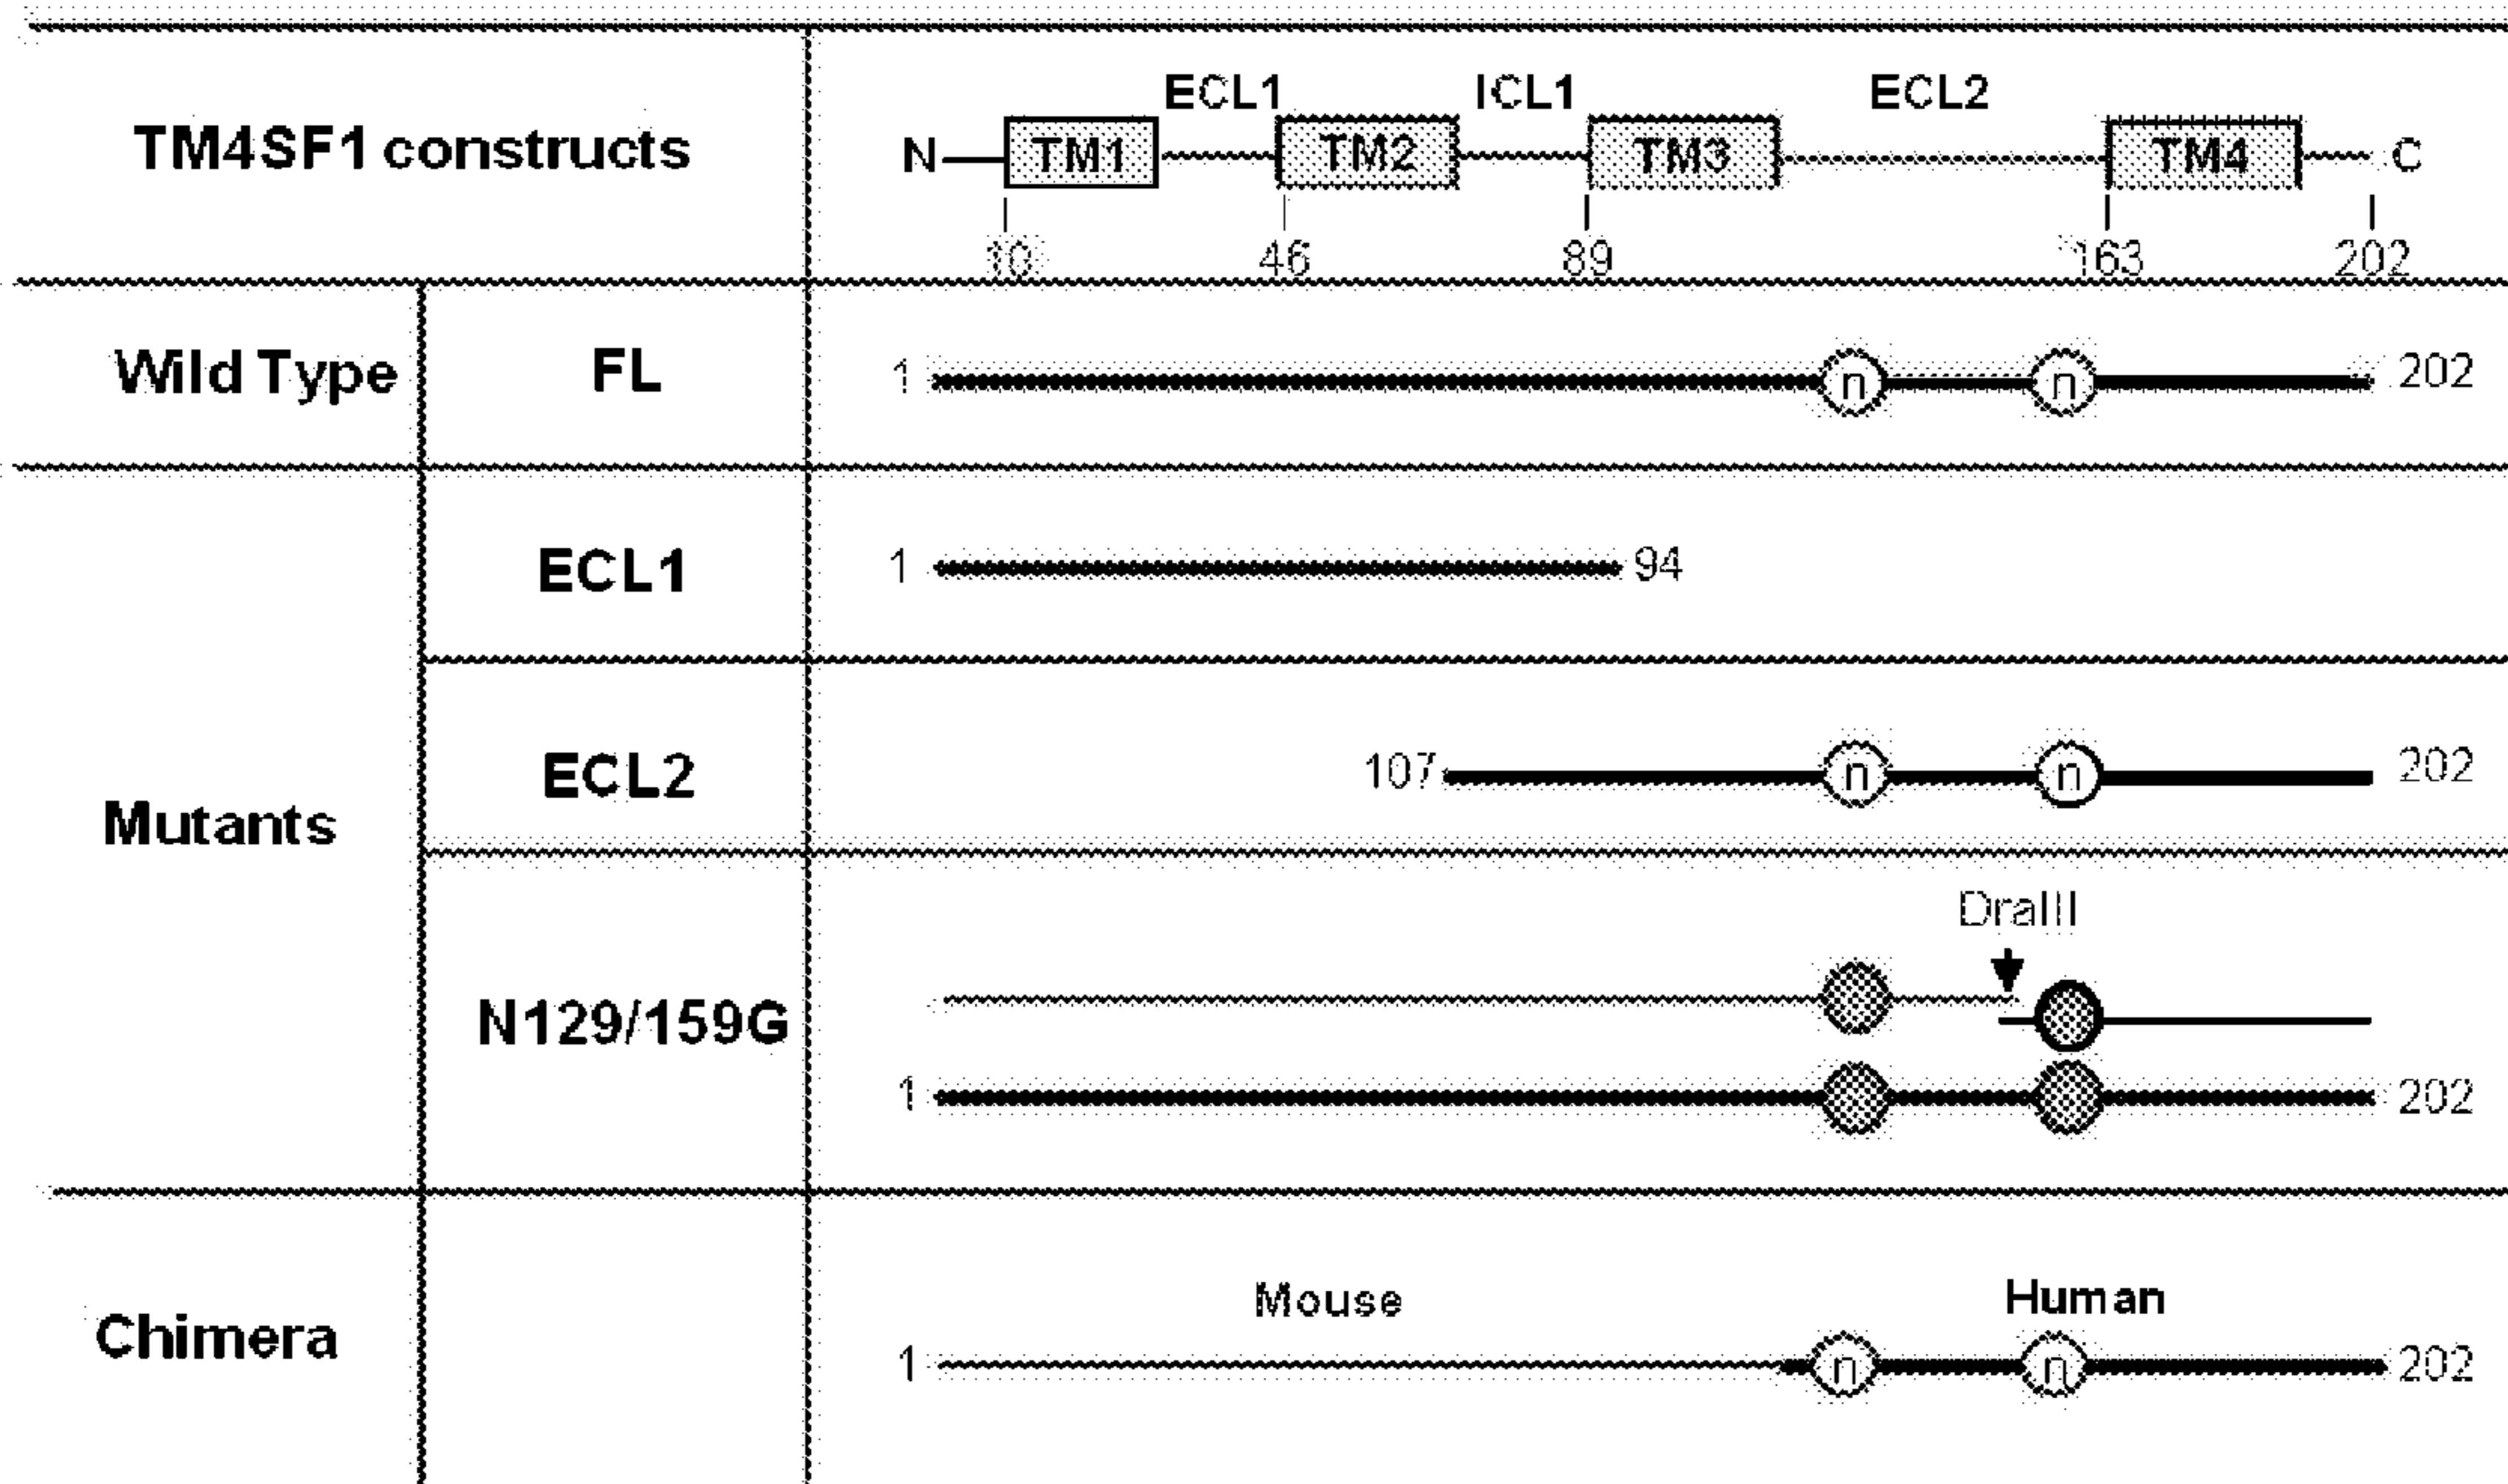 ECL1 ICL1 ECL2
TM4SF1 constructs N TM1 TM2 TM3 TM4 C
10 46 89 163 202
Wild Type FL 1 n n 202
ECL1 1 94
ECL2 107 n n 202
Mutants
DraIII
N129/159G
1 202
Mouse Human
Chimera 1 n n 202